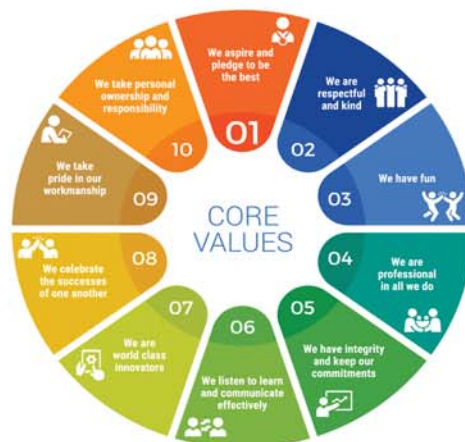 CORE
VALUES
We aspire and
pledge to be
the best
01
We are
respectful
and kind
02
We have fun
03
We are
professional
in all we do
04
We have integrity
and keep our
commitments
05
We listen to learn
and communicate
effectively
06
We are
world class
innovators
07
We celebrate
the successes
of one another
08
We take
pride in our
workmanship
09
We take personal
ownership and
responsibility
10